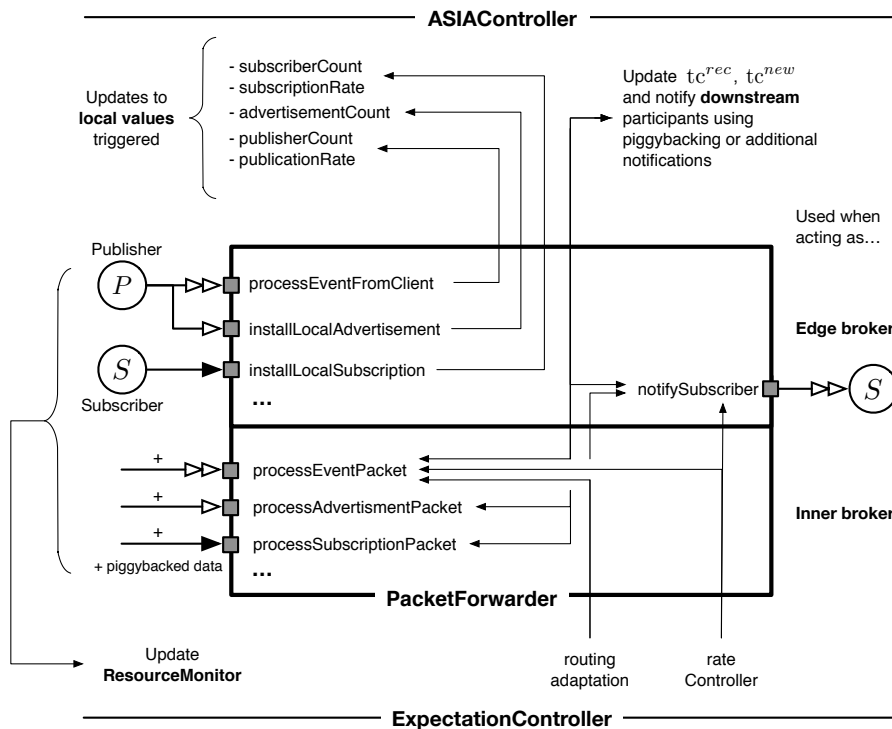 ASIAController
Updates to
local values
triggered
- subscriberCount
- subscriptionRate
- advertisementCount
- publisherCount
- publicationRate
Update tc^rec, tc^new
and notify downstream
participants using
piggybacking or additional
notifications
Used when
acting as…
Publisher
P
S
Subscriber
processEventFromClient
installLocalAdvertisement
installLocalSubscription
...
Edge broker
notifySubscriber
S
+
processEventPacket
+
processAdvertismentPacket
+
processSubscriptionPacket
+ piggybacked data
...
Inner broker
PacketForwarder
Update
ResourceMonitor
routing
adaptation
rate
Controller
ExpectationController